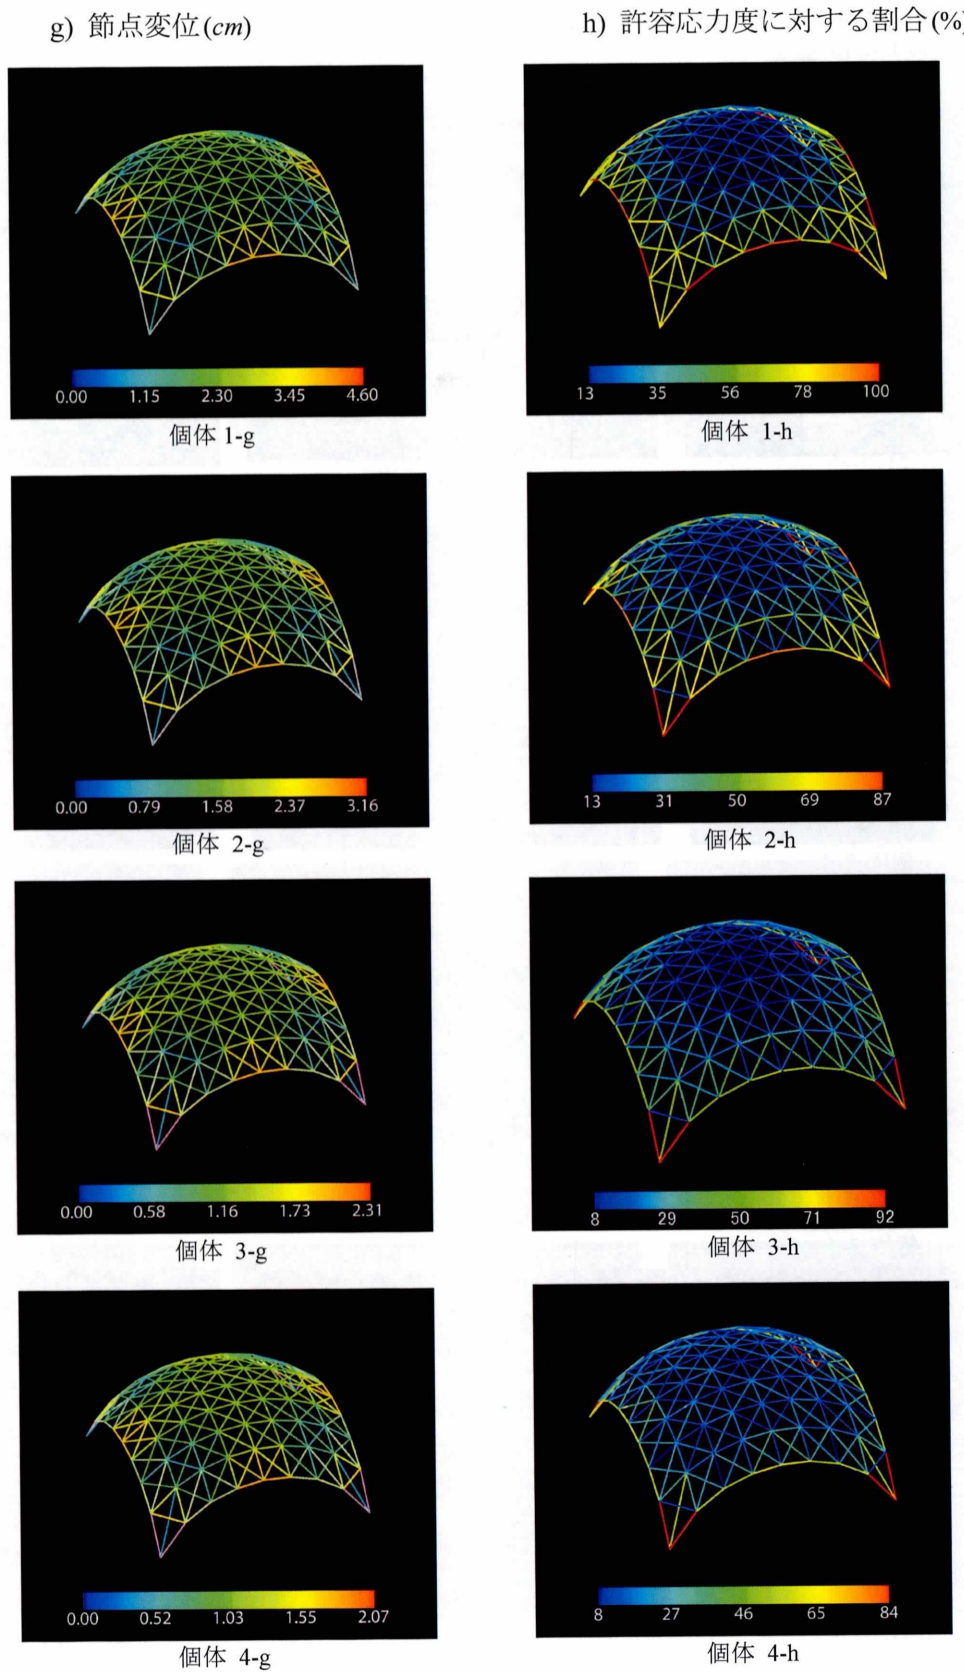 g) 節点変位(cm)
h) 許容応力度に対する割合(%)
0.00 1.15 2.30 3.45 4.60
個体 1-g
13 35 56 78 100
個体 1-h
0.00 0.79 1.58 2.37 3.16
個体 2-g
13 31 50 69 87
個体 2-h
0.00 0.58 1.16 1.73 2.31
個体 3-g
8 29 50 71 92
個体 3-h
0.00 0.52 1.03 1.55 2.07
個体 4-g
8 27 46 65 84
個体 4-h